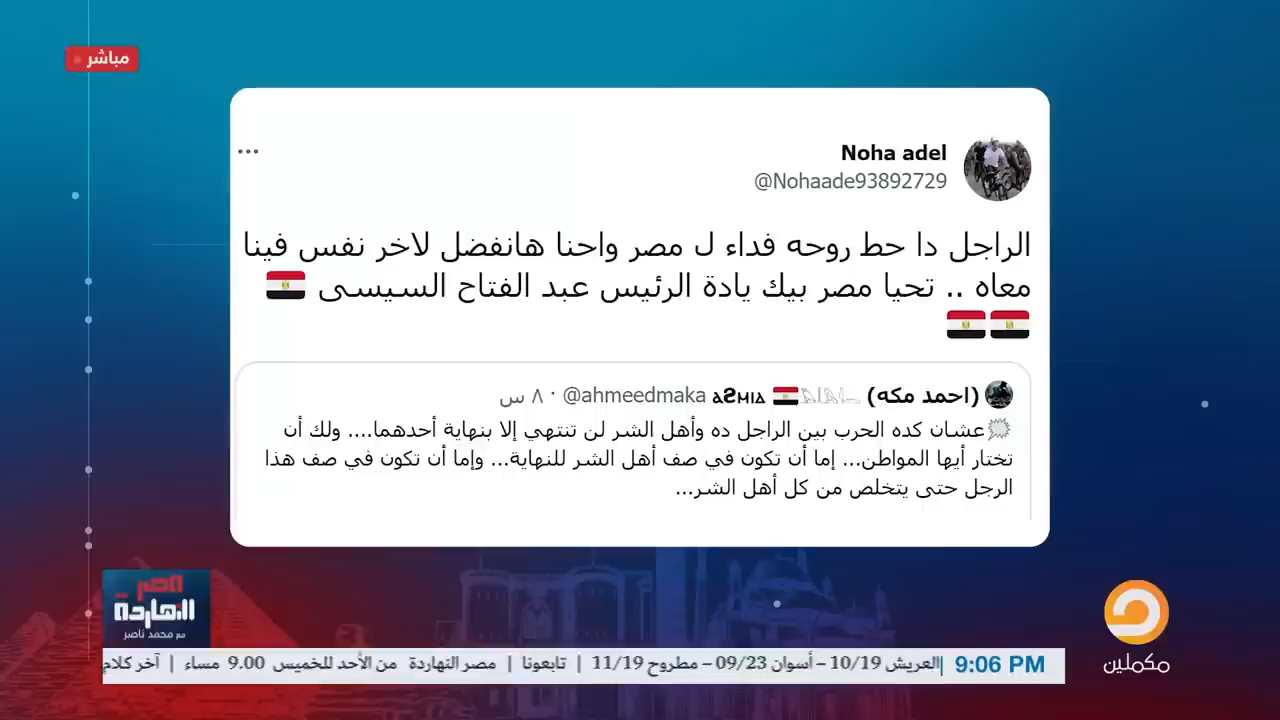 مباشر
Noha adel
@Nohaade93892729
الراجل دا حط روحه فداء ل مصر واحنا هانفضل لاخر نفس فينا
معاه .. تحيا مصر بيك يادة الرئيس عبد الفتاح السيسى 🇪🇬
🇪🇬🇪🇬
(احمد مكه) 🇪🇬 @ahmeedmaka · ٨ س
💥عشان كده الحرب بين الراجل ده وأهل الشر لن تنتهي إلا بنهاية أحدهما.... ولك أن
تختار أيها المواطن... إما أن تكون في صف أهل الشر للنهاية... وإما أن تكون في صف هذا
الرجل حتى يتخلص من كل أهل الشر...
مصر
النهاردة
مع محمد ناصر
مكملين
9:06 PM
العريش 10/19 – أسوان 09/23 – مطروح 11/19 | تابعونا | مصر النهاردة من الأحد للخميس 9.00 مساء | آخر كلام